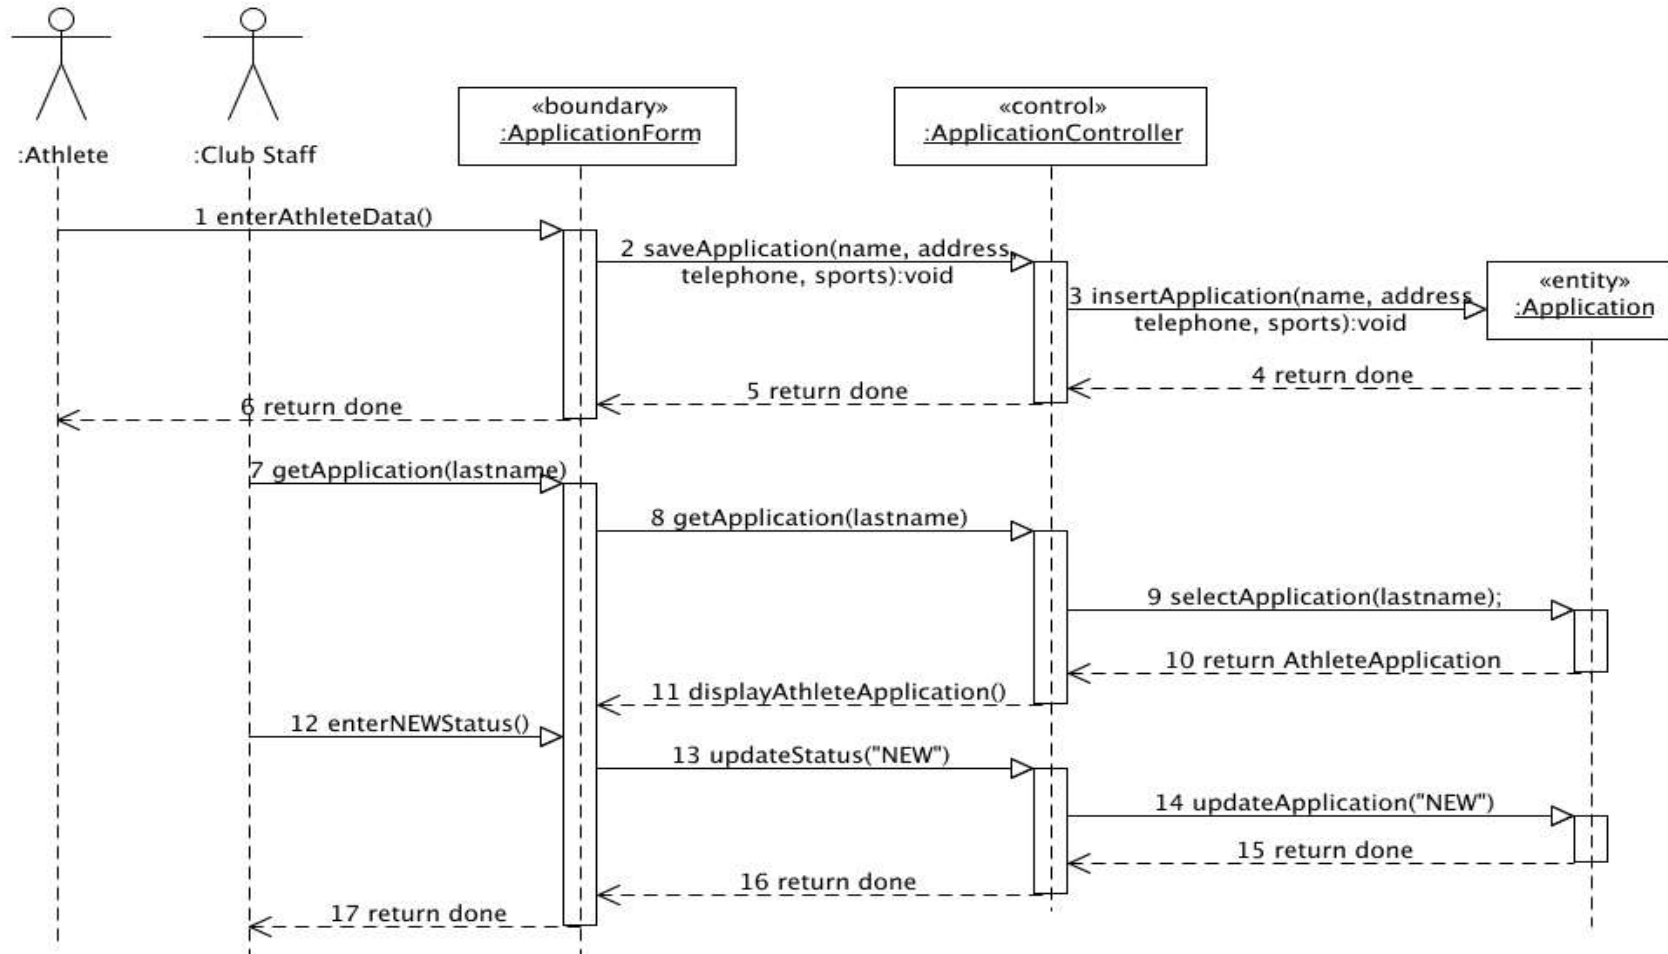 :Athlete
:Club Staff
«boundary»
:ApplicationForm
«control»
:ApplicationController
1 enterAthleteData()
2 saveApplication(name, address,
telephone, sports):void
3 insertApplication(name, address
telephone, sports):void
«entity»
:Application
4 return done
5 return done
6 return done
7 getApplication(lastname)
8 getApplication(lastname)
9 selectApplication(lastname);
10 return AthleteApplication
11 displayAthleteApplication()
12 enterNEWStatus()
13 updateStatus("NEW")
14 updateApplication("NEW")
15 return done
16 return done
17 return done